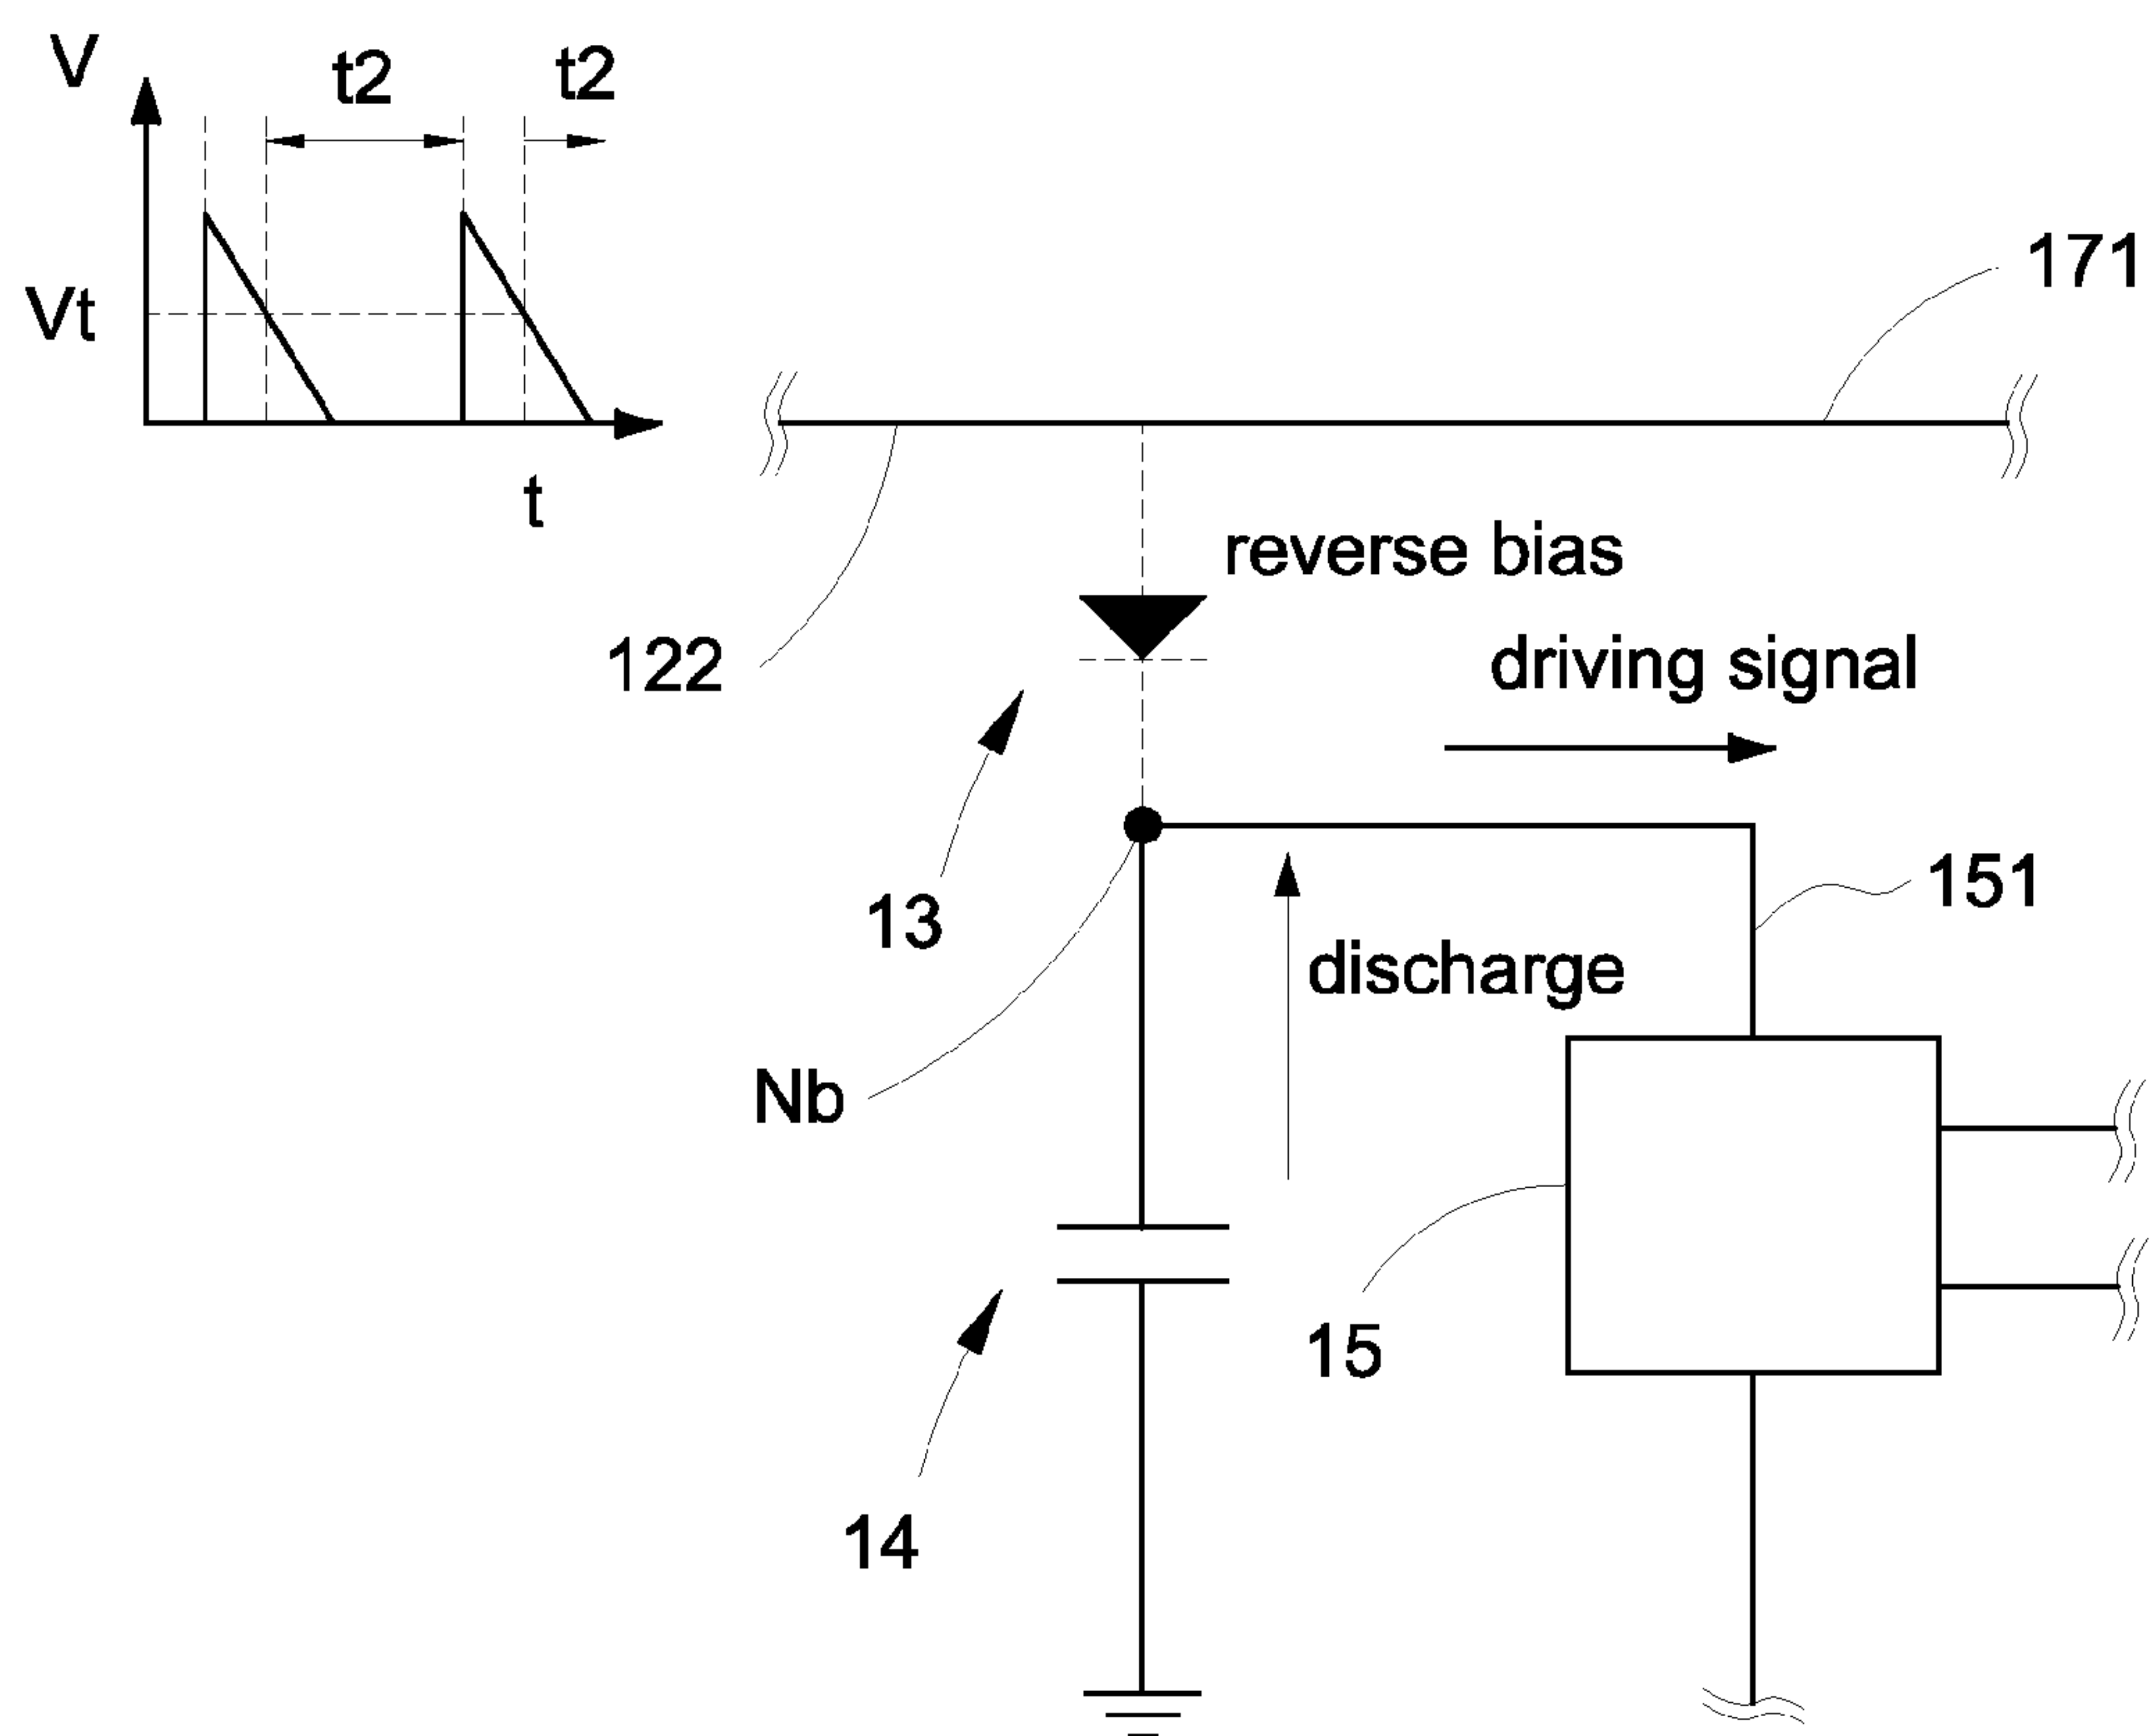 V
t2
t2
171
Vt
t
reverse bias
122
driving signal
13
151
discharge
Nb
15
14